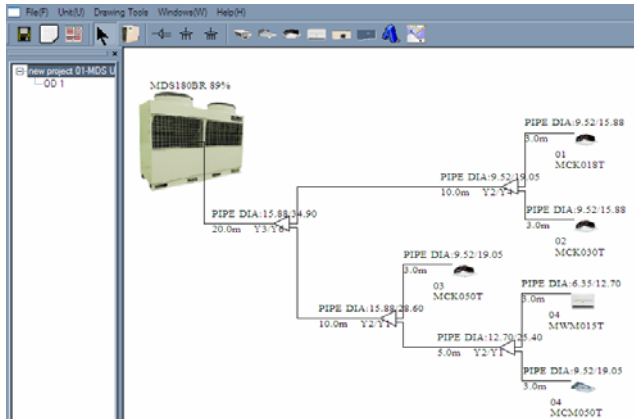 File(F) Unit(U) Drawing Tools Windows(W) Help(H)
new project 01-MDS U
OD 1
MDS180BR 89%
PIPE DIA:9.52/15.88
3.0m
01
MCK018T
PIPE DIA:9.52/19.05
10.0m Y2/Y4
PIPE DIA:9.52/15.88
3.0m
02
MCK030T
PIPE DIA:15.88/34.90
20.0m Y3/Y6
PIPE DIA:9.52/19.05
3.0m
03
MCK050T
PIPE DIA:6.35/12.70
3.0m
04
MWM015T
PIPE DIA:15.88/28.60
10.0m Y2/Y1
PIPE DIA:12.70/25.40
5.0m Y2/Y1
PIPE DIA:9.52/19.05
3.0m
04
MCM050T